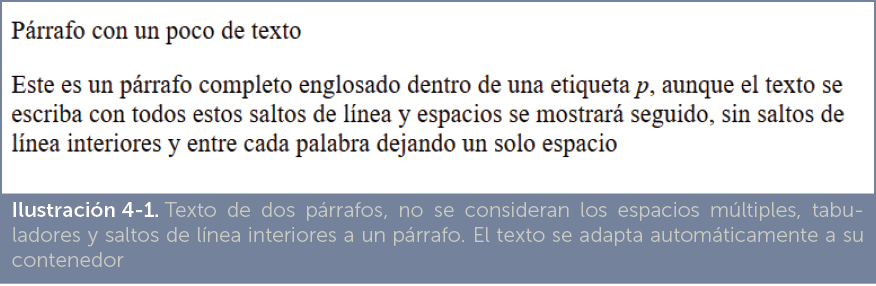 Párrafo con un poco de texto
Este es un párrafo completo englosado dentro de una etiqueta p, aunque el texto se
escriba con todos estos saltos de línea y espacios se mostrará seguido, sin saltos de
línea interiores y entre cada palabra dejando un solo espacio
Ilustración 4-1. Texto de dos párrafos, no se consideran los espacios múltiples, tabu-
ladores y saltos de línea interiores a un párrafo. El texto se adapta automáticamente a su
contenedor